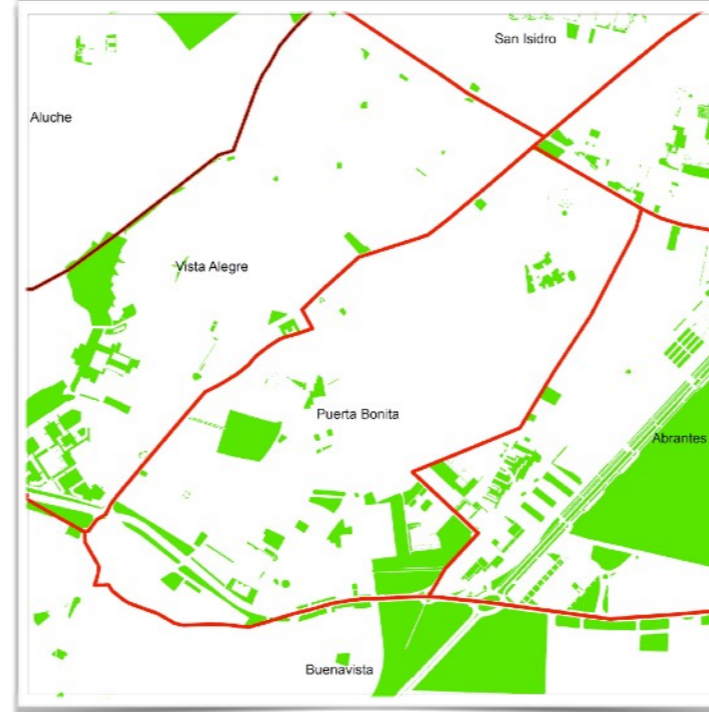 San Isidro
Aluche
Vista Alegre
Puerta Bonita
Abrantes
Buenavista